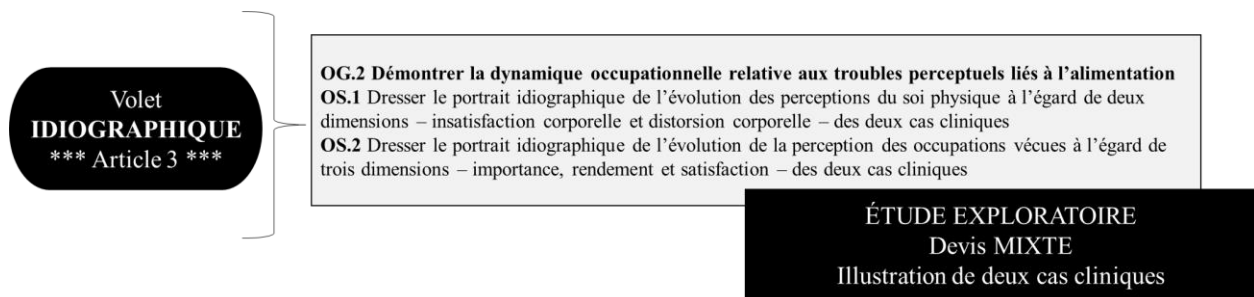 Volet
IDIOGRAPHIQUE
*** Article 3 ***
OG.2 Démontrer la dynamique occupationnelle relative aux troubles perceptuels liés à l'alimentation
OS.1 Dresser le portrait idiographique de l'évolution des perceptions du soi physique à l'égard de deux
dimensions – insatisfaction corporelle et distorsion corporelle – des deux cas cliniques
OS.2 Dresser le portrait idiographique de l'évolution de la perception des occupations vécues à l'égard de
trois dimensions – importance, rendement et satisfaction – des deux cas cliniques
ÉTUDE EXPLORATOIRE
Devis MIXTE
Illustration de deux cas cliniques